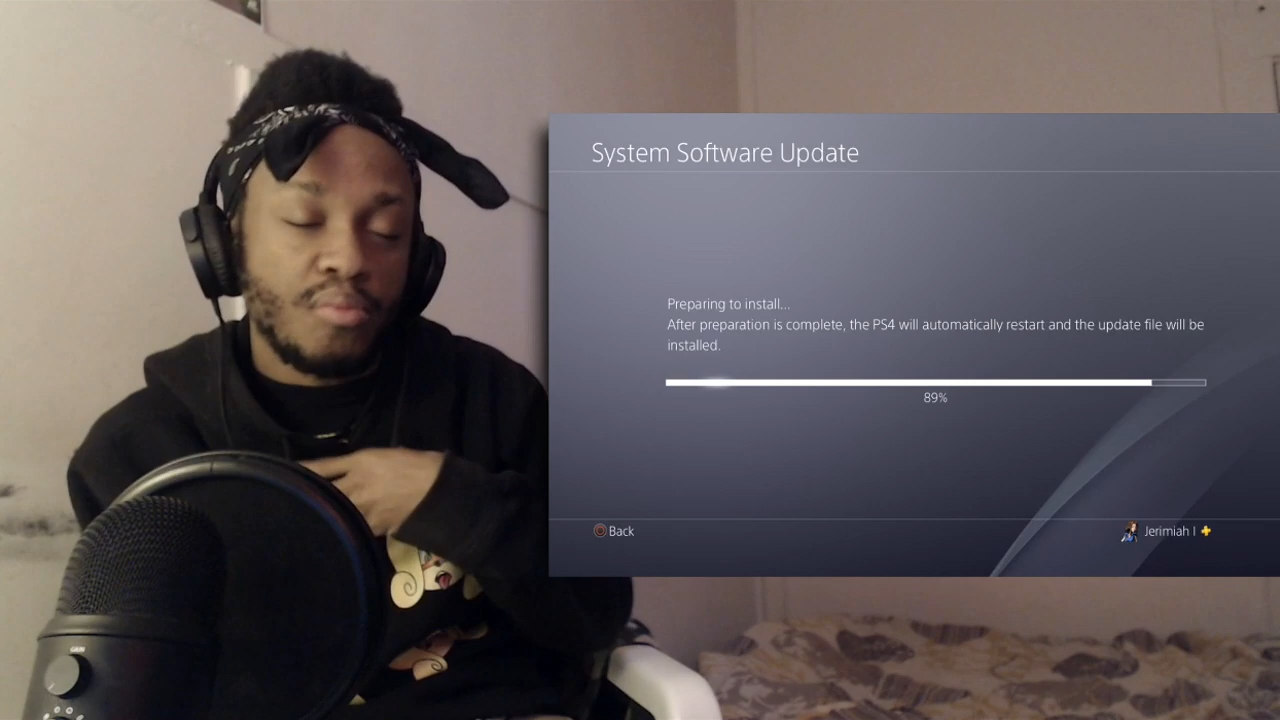 System Software Update
Preparing to install...
After preparation is complete, the PS4 will automatically restart and the update file will be
installed.
89%
Back
Jerimiah I
GAIN